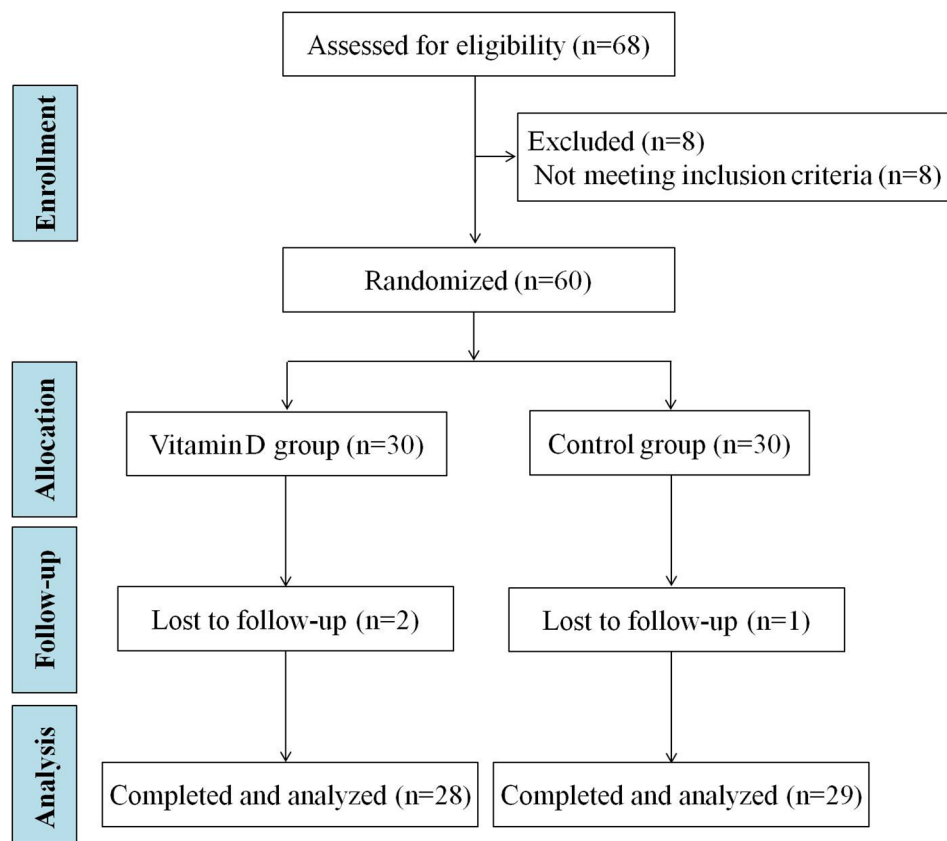 Assessed for eligibility (n=68)
Enrollment
Excluded (n=8)
Not meeting inclusion criteria (n=8)
Randomized (n=60)
Allocation
Vitamin D group (n=30)
Control group (n=30)
Follow-up
Lost to follow-up (n=2)
Lost to follow-up (n=1)
Analysis
Completed and analyzed (n=28)
Completed and analyzed (n=29)